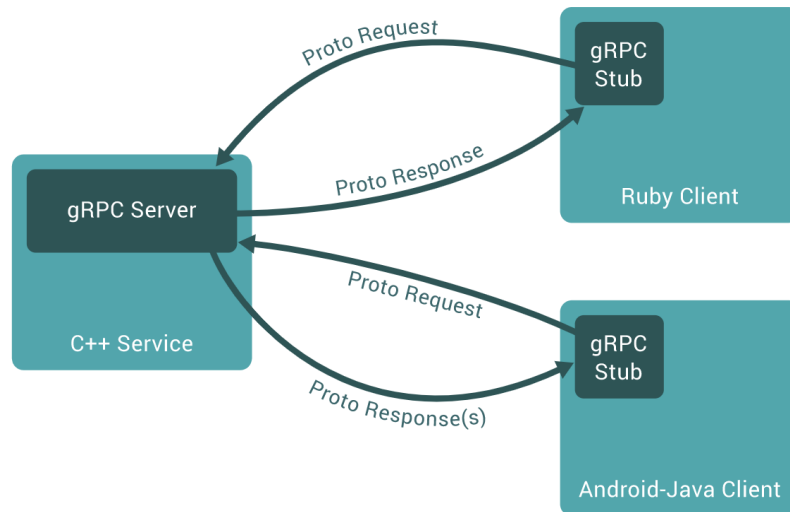 Proto Request
gRPC
Stub
Proto Response
Ruby Client
gRPC Server
C++ Service
Proto Request
gRPC
Stub
Proto Response(s)
Android-Java Client